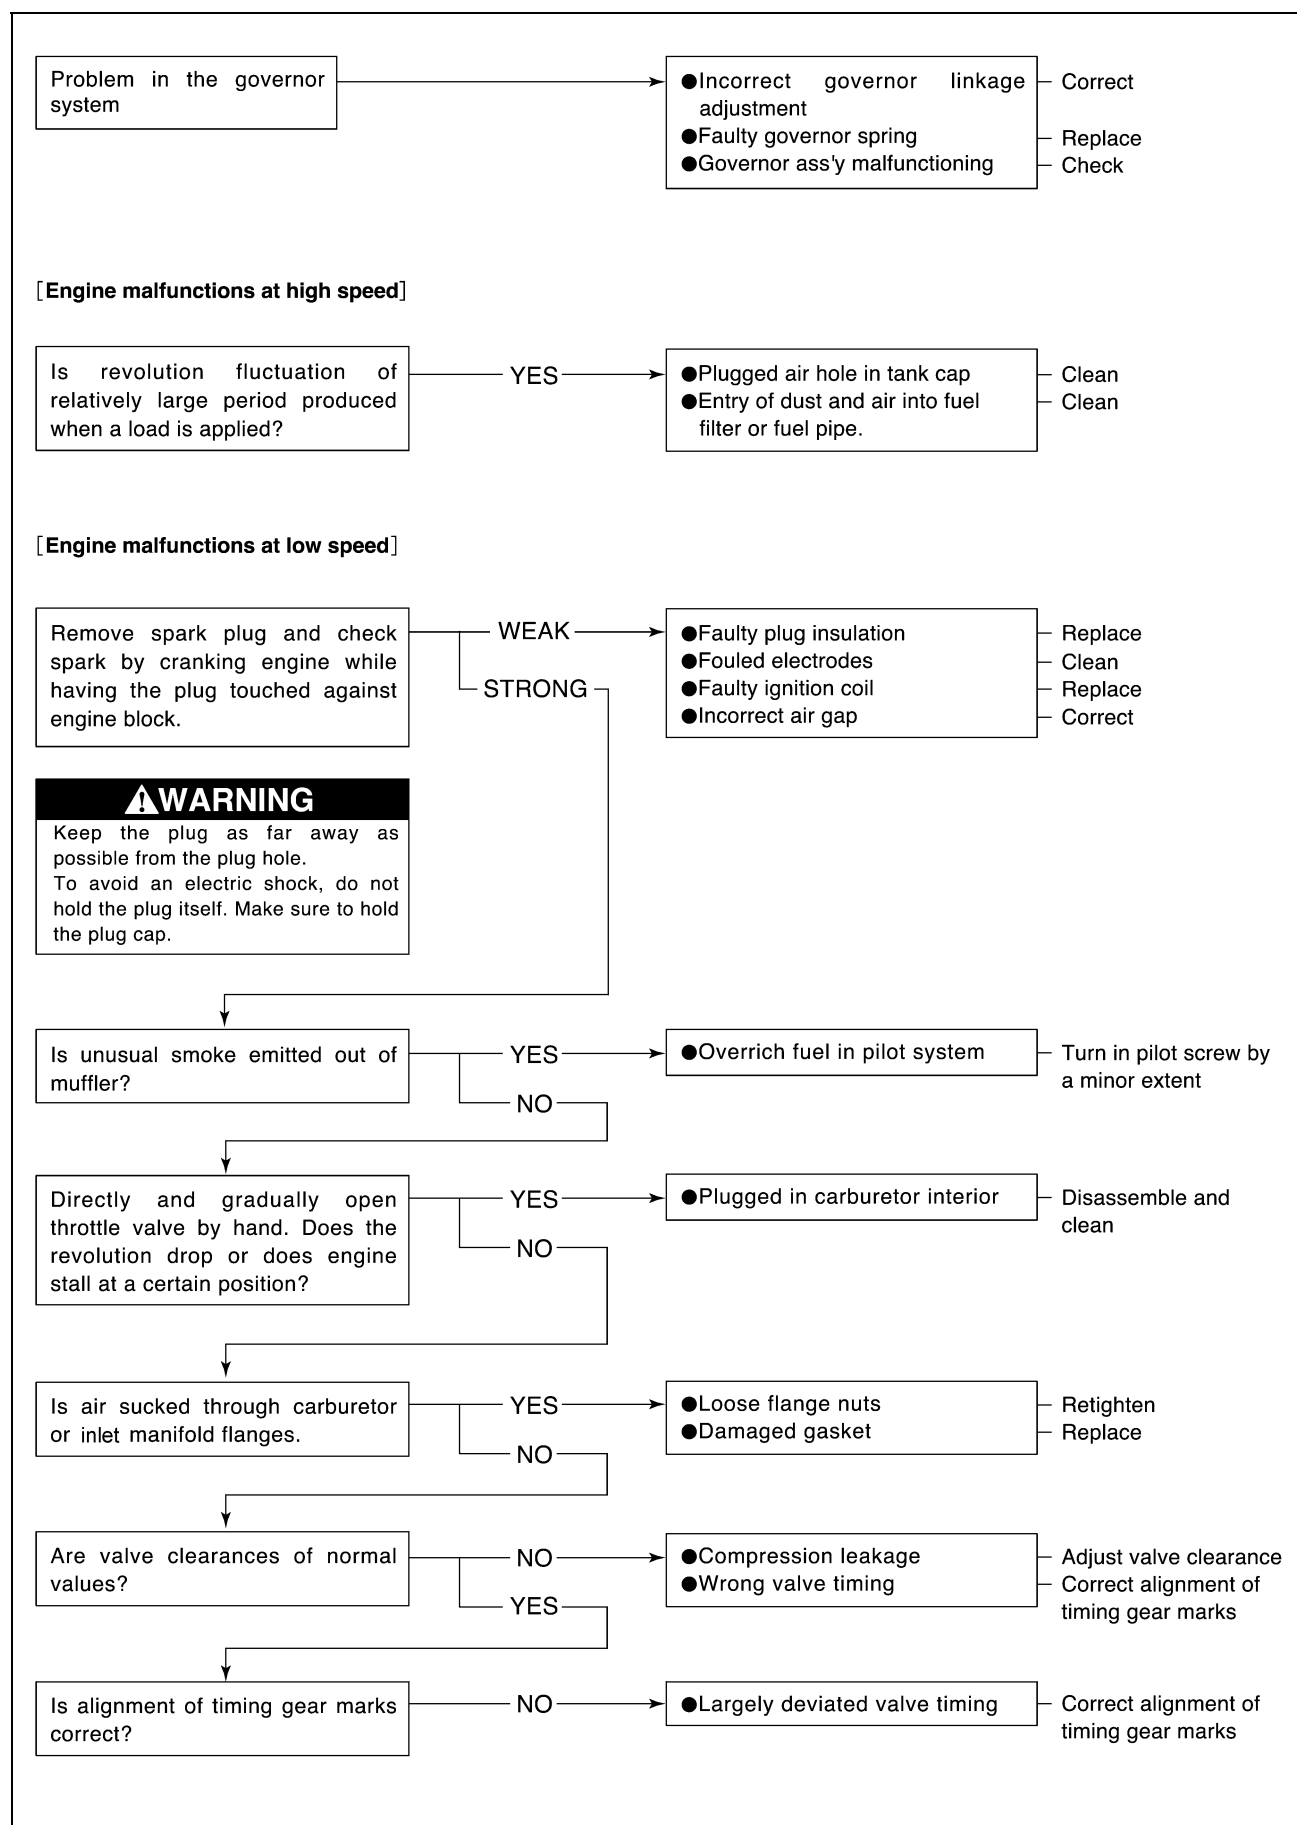 Problem in the governor
system
●Incorrect governor linkage
adjustment
●Faulty governor spring
●Governor ass'y malfunctioning
Correct
Replace
Check
[Engine malfunctions at high speed]
Is revolution fluctuation of
relatively large period produced
when a load is applied?
YES
●Plugged air hole in tank cap
●Entry of dust and air into fuel
filter or fuel pipe.
Clean
Clean
[Engine malfunctions at low speed]
Remove spark plug and check
spark by cranking engine while
having the plug touched against
engine block.
WEAK
STRONG
●Faulty plug insulation
●Fouled electrodes
●Faulty ignition coil
●Incorrect air gap
Replace
Clean
Replace
Correct
WARNING
Keep the plug as far away as
possible from the plug hole.
To avoid an electric shock, do not
hold the plug itself. Make sure to hold
the plug cap.
Is unusual smoke emitted out of
muffler?
YES
NO
●Overrich fuel in pilot system
Turn in pilot screw by
a minor extent
Directly and gradually open
throttle valve by hand. Does the
revolution drop or does engine
stall at a certain position?
YES
NO
●Plugged in carburetor interior
Disassemble and
clean
Is air sucked through carburetor
or inlet manifold flanges.
YES
NO
●Loose flange nuts
●Damaged gasket
Retighten
Replace
Are valve clearances of normal
values?
NO
YES
●Compression leakage
●Wrong valve timing
Adjust valve clearance
Correct alignment of
timing gear marks
Is alignment of timing gear marks
correct?
NO
●Largely deviated valve timing
Correct alignment of
timing gear marks